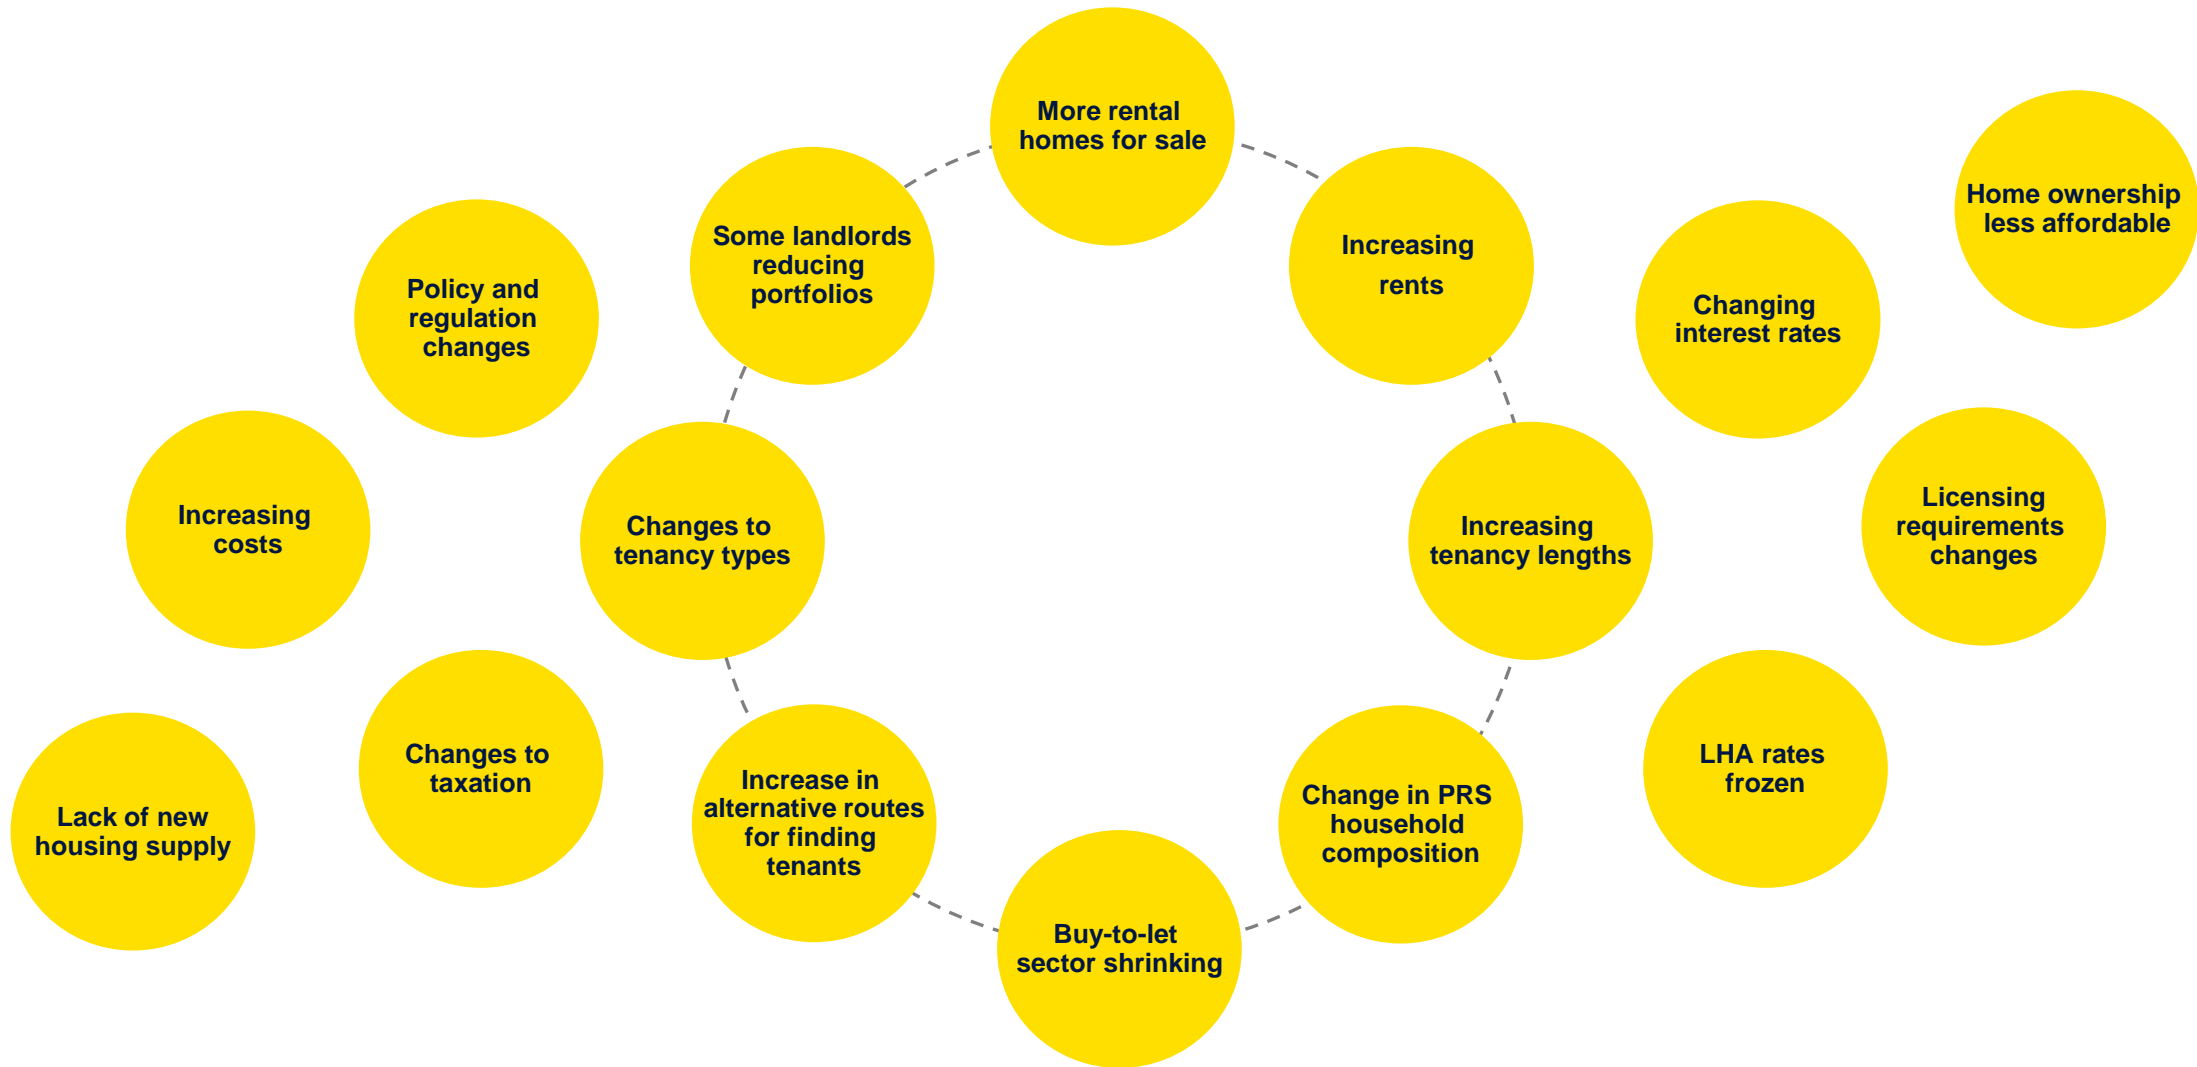 More rental
homes for sale
Home ownership
less affordable
Some landlords
reducing
portfolios
Increasing
rents
Policy and
regulation
changes
Changing
interest rates
Increasing
costs
Changes to
tenancy types
Increasing
tenancy lengths
Licensing
requirements
changes
Lack of new
housing supply
Changes to
taxation
Increase in
alternative routes
for finding
tenants
Change in PRS
household
composition
LHA rates
frozen
Buy-to-let
sector shrinking